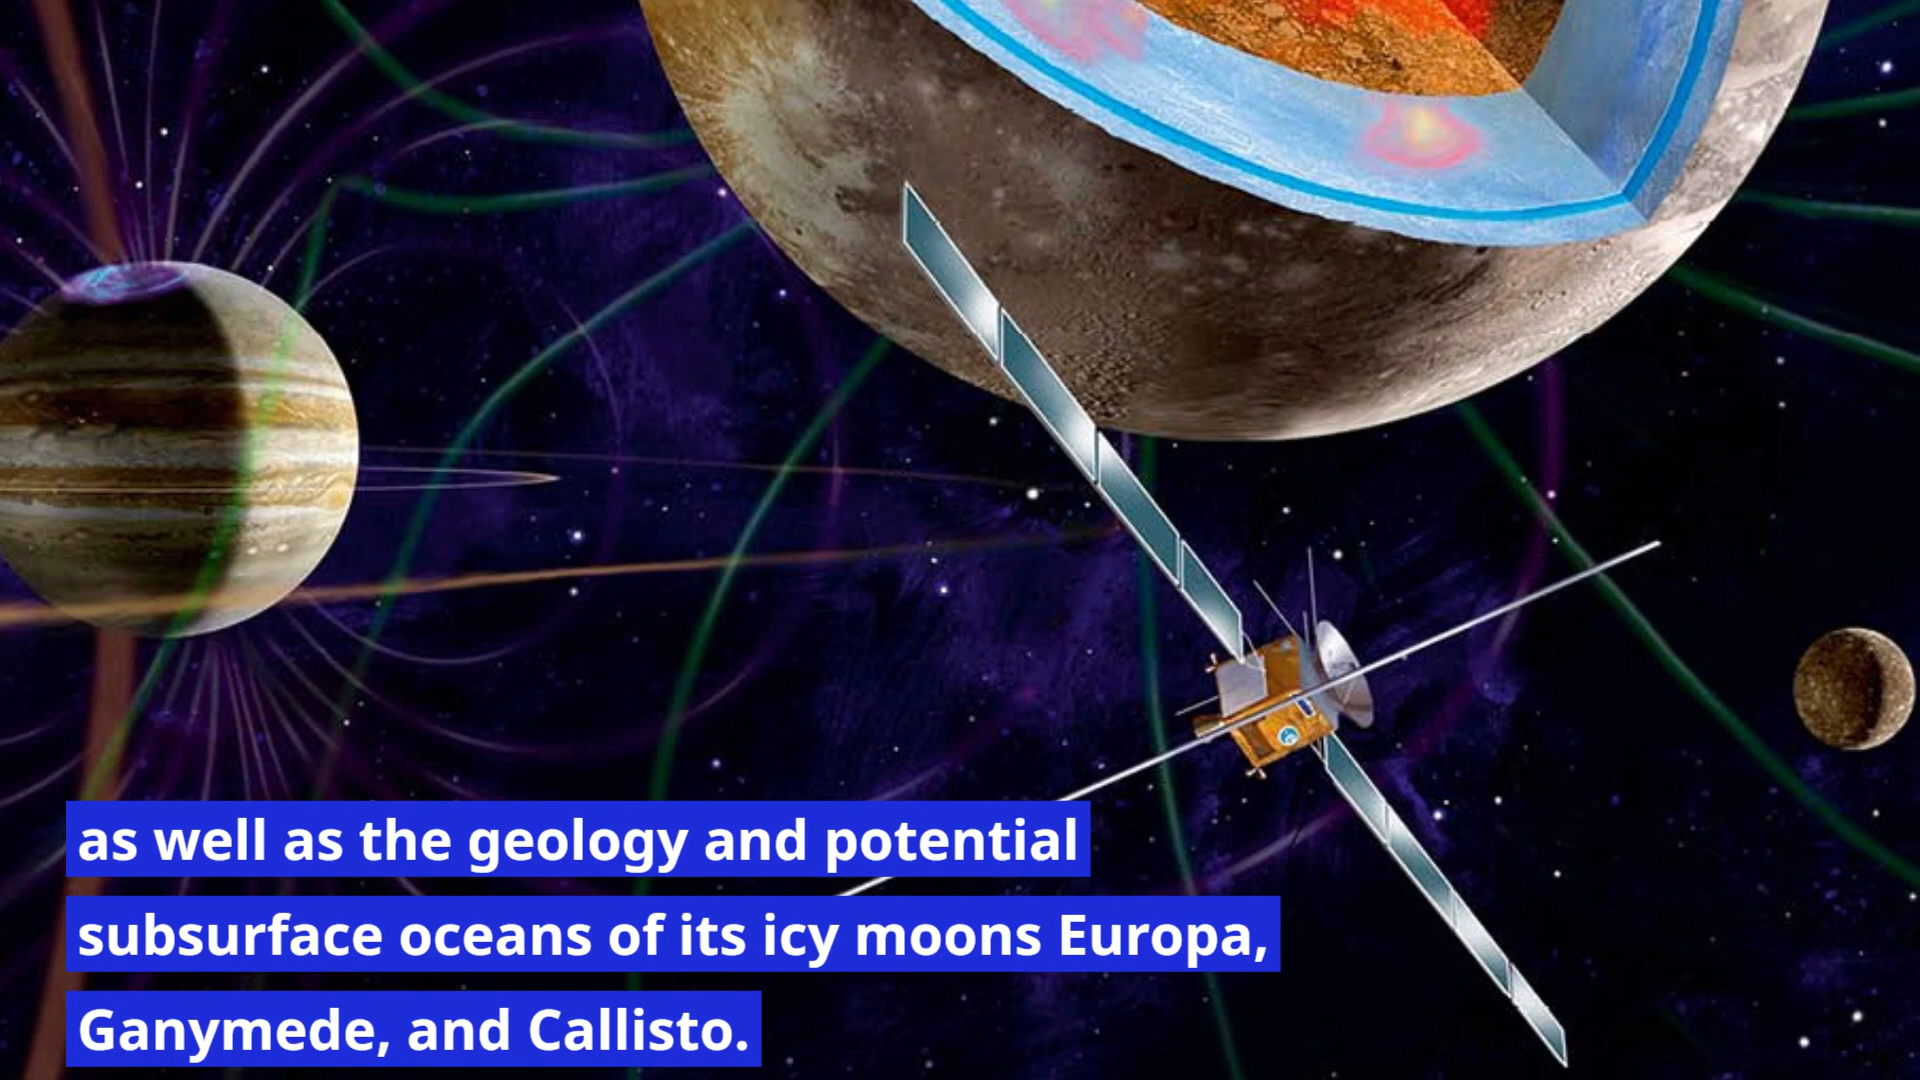 as well as the geology and potential
subsurface oceans of its icy moons Europa,
Ganymede, and Callisto.